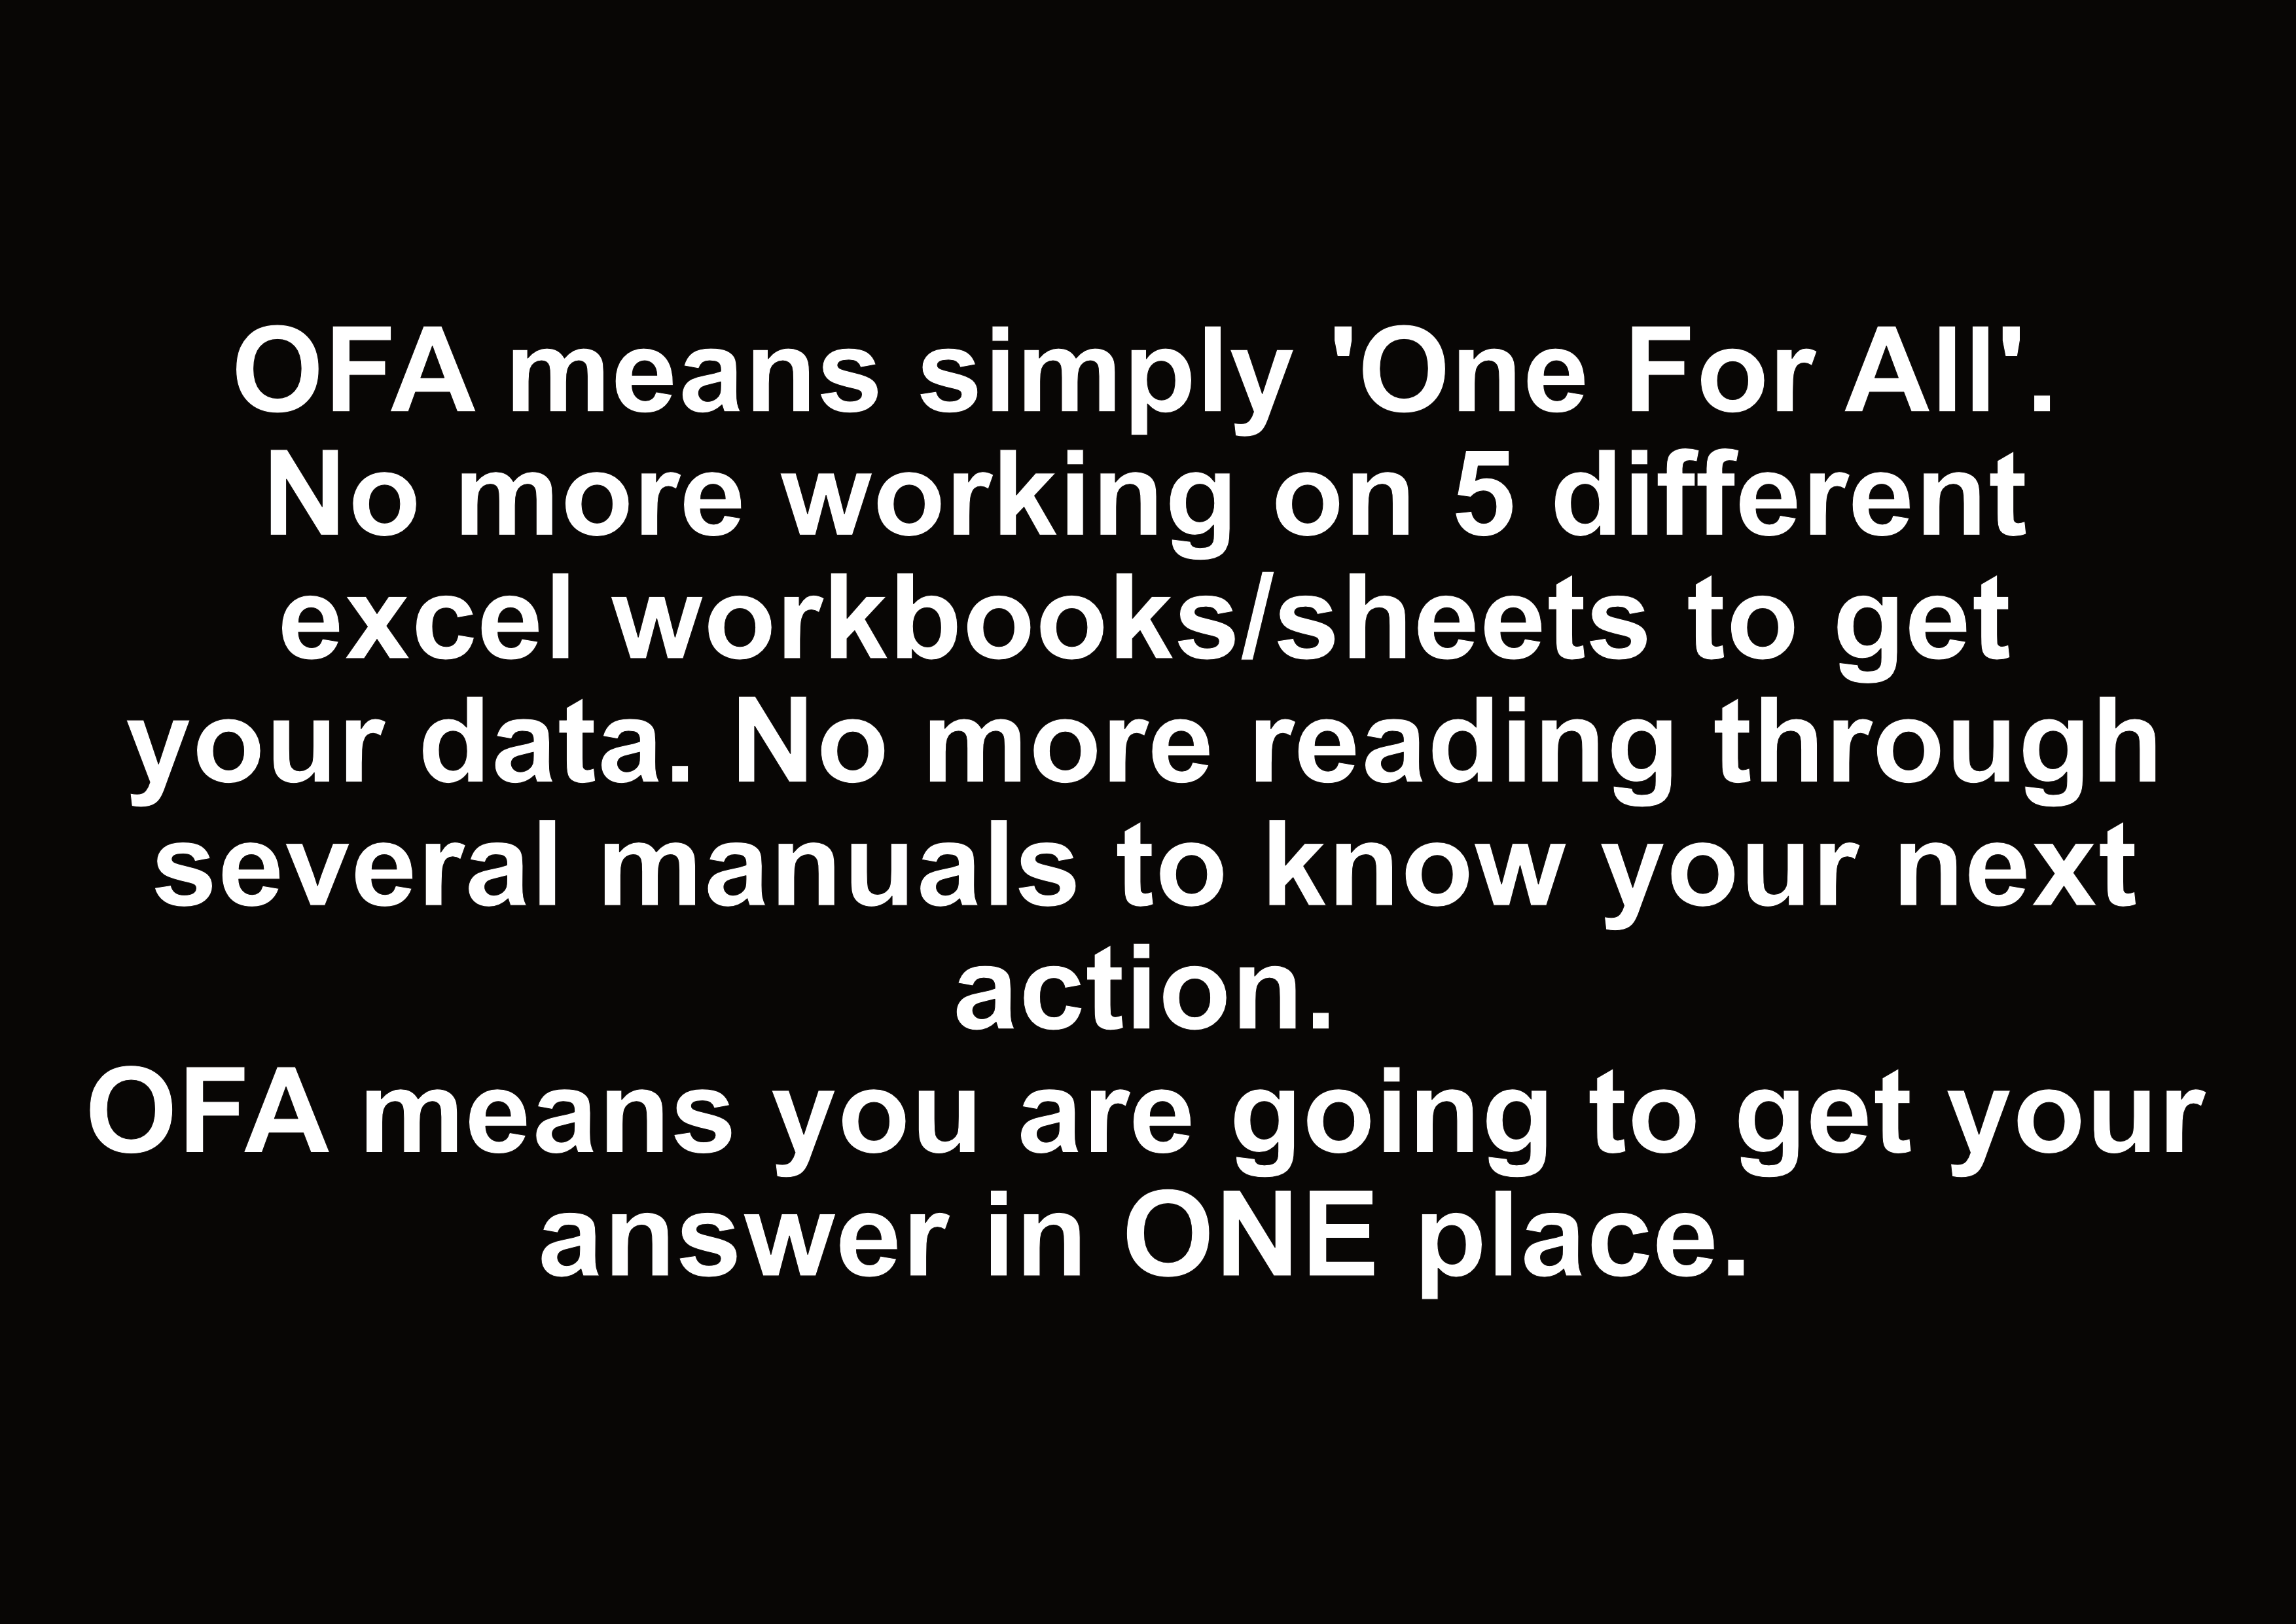 OFA means simply 'One For All'.
No more working on 5 different
excel workbooks/sheets to get
your data. No more reading through
several manuals to know your next
action.
OFA means you are going to get your
answer in ONE place.